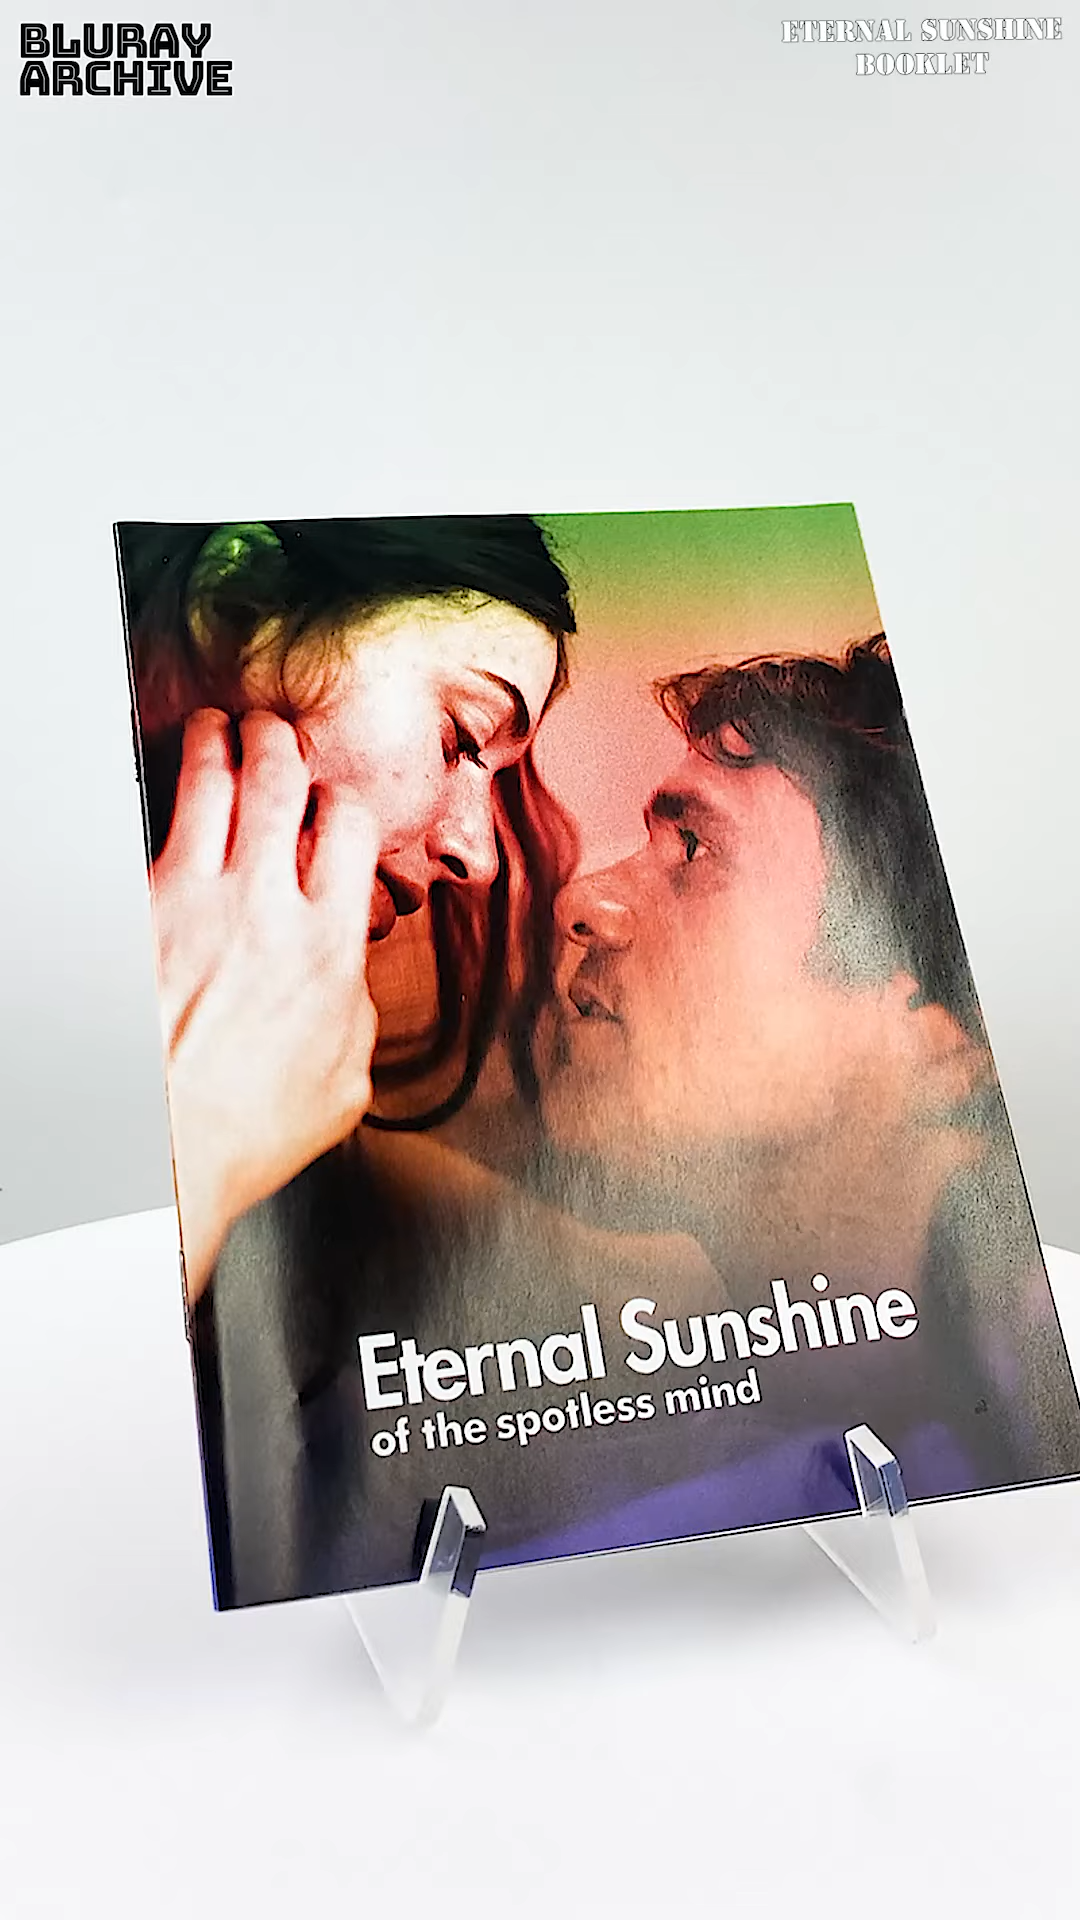 BLURAY
ARCHIVE
ETERNAL SUNSHINE
BOOKLET
Eternal Sunshine
of the spotless mind